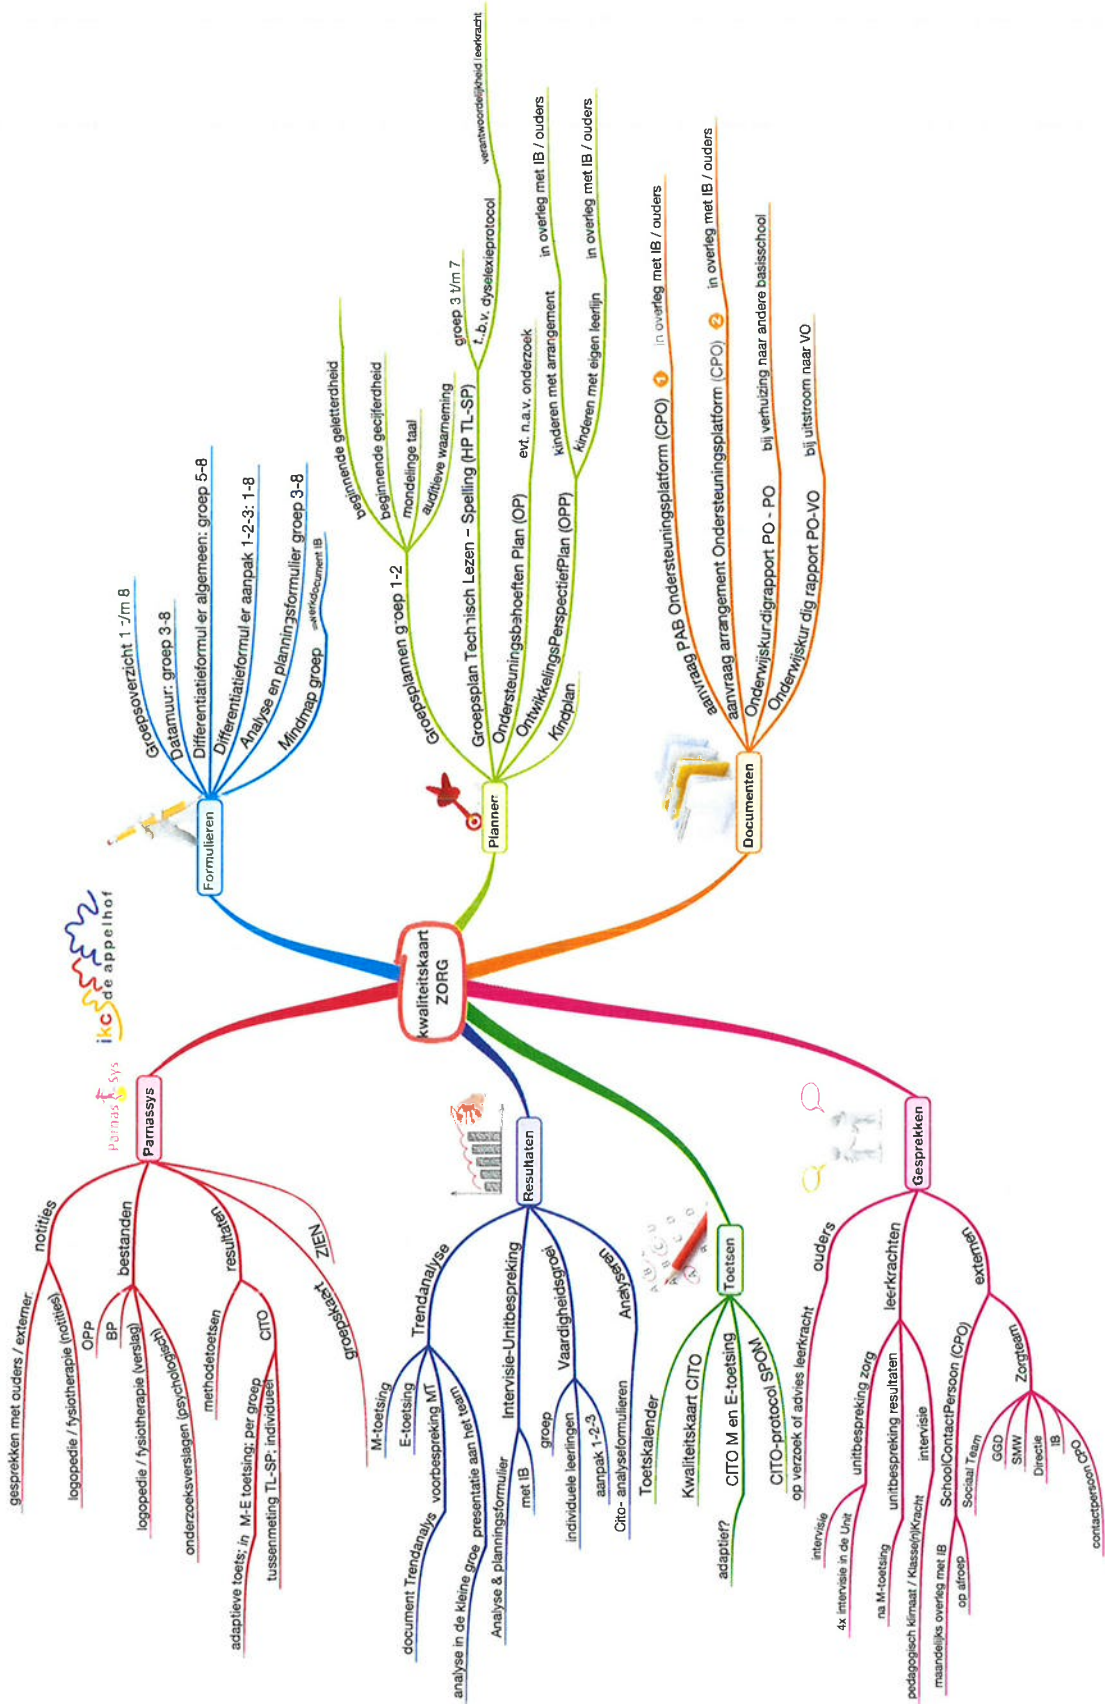 ikc de appelhof
kwaliteitskaart
ZORG
Formulieren
Groepsoverzicht 1 t/m 8
Datamuur: groep 3-8
Differentiatieformulier algemeen: groep 5-8
Differentiatieformulier aanpak 1-2-3: 1-8
Analyse en planningsformulier groep 3-8
Mindmap groep
=werkdocument IB
Plannen
Groepsplannen groep 1-2
beginnende geletterdheid
beginnende gecijferdheid
mondelinge taal
auditieve waarneming
Groepsplan Technisch Lezen – Spelling (HP TL-SP)
groep 3 t/m 7
t..b.v. dyselexieprotocol
verantwoordelijkheid leerkracht
Ondersteuningsbehoeften Plan (OP)
evt. n.a.v. onderzoek
OntwikkelingsPerspectiefPlan (OPP)
kinderen met arrangement
in overleg met IB / ouders
kinderen met eigen leerlijn
in overleg met IB / ouders
Kindplan
Documenten
aanvraag PAB Ondersteuningsplatform (CPO)
1
in overleg met IB / ouders
aanvraag arrangement Ondersteuningsplatform (CPO)
2
in overleg met IB / ouders
Onderwijskundigrapport PO - PO
bij verhuizing naar andere basisschool
Onderwijskundig rapport PO-VO
bij uitstroom naar VO
ParnasSys
Parnassys
notities
gesprekken met ouders / externen
logopedie / fysiotherapie (notities)
bestanden
OPP
BP
logopedie / fysiotherapie (verslag)
onderzoeksverslagen (psychologisch)
resultaten
methodetoetsen
CITO
adaptieve toets; in M-E toetsing; per groep
tussenmeting TL-SP: individueel
groepskaart
ZIEN
Resultaten
Trendanalyse
M-toetsing
E-toetsing
voorbespreking MT
document Trendanalys
presentatie aan het team
analyse in de kleine groe
Intervisie-Unitbespreking
Analyse & planningsformulier
met IB
Vaardigheidsgroei
groep
individuele leerlingen
aanpak 1-2-3
Analyseren
Cito- analyseformulieren
Toetsen
Toetskalender
Kwaliteitskaart CITO
CITO M en E-toetsing
adaptief?
CITO-protocol SPOM
Gesprekken
ouders
op verzoek of advies leerkracht
leerkrachten
unitbespreking zorg
intervisie
4x intervisie in de Unit
unitbespreking resultaten
na M-toetsing
intervisie
pedagogisch klimaat / Klasse(n)Kracht
externen
SchoolContactPersoon (CPO)
maandelijks overleg met IB
op afroep
Zorgteam
Sociaal Team
GGD
SMW
Directie
IB
contactpersoon CPO